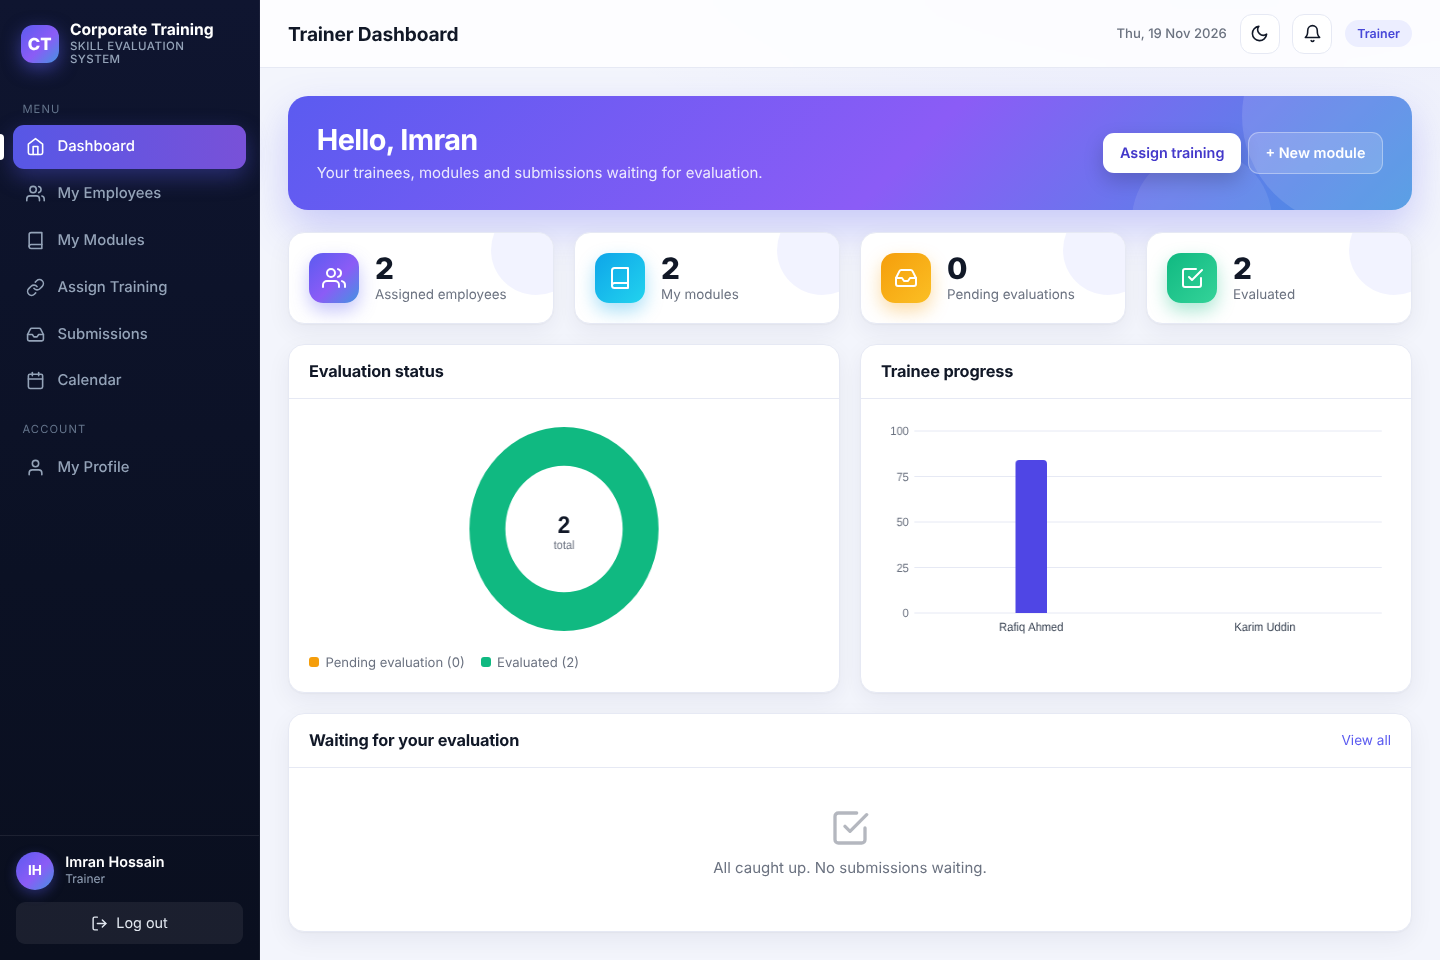 CT
Corporate Training
SKILL EVALUATION
SYSTEM
MENU
Dashboard
My Employees
My Modules
Assign Training
Submissions
Calendar
ACCOUNT
My Profile
IH
Imran Hossain
Trainer
Log out
Trainer Dashboard
Thu, 19 Nov 2026
Trainer
Hello, Imran
Your trainees, modules and submissions waiting for evaluation.
Assign training
+ New module
2
Assigned employees
2
My modules
0
Pending evaluations
2
Evaluated
Evaluation status
2
total
Pending evaluation (0)
Evaluated (2)
Trainee progress
100
75
50
25
0
Rafiq Ahmed
Karim Uddin
Waiting for your evaluation
View all
All caught up. No submissions waiting.